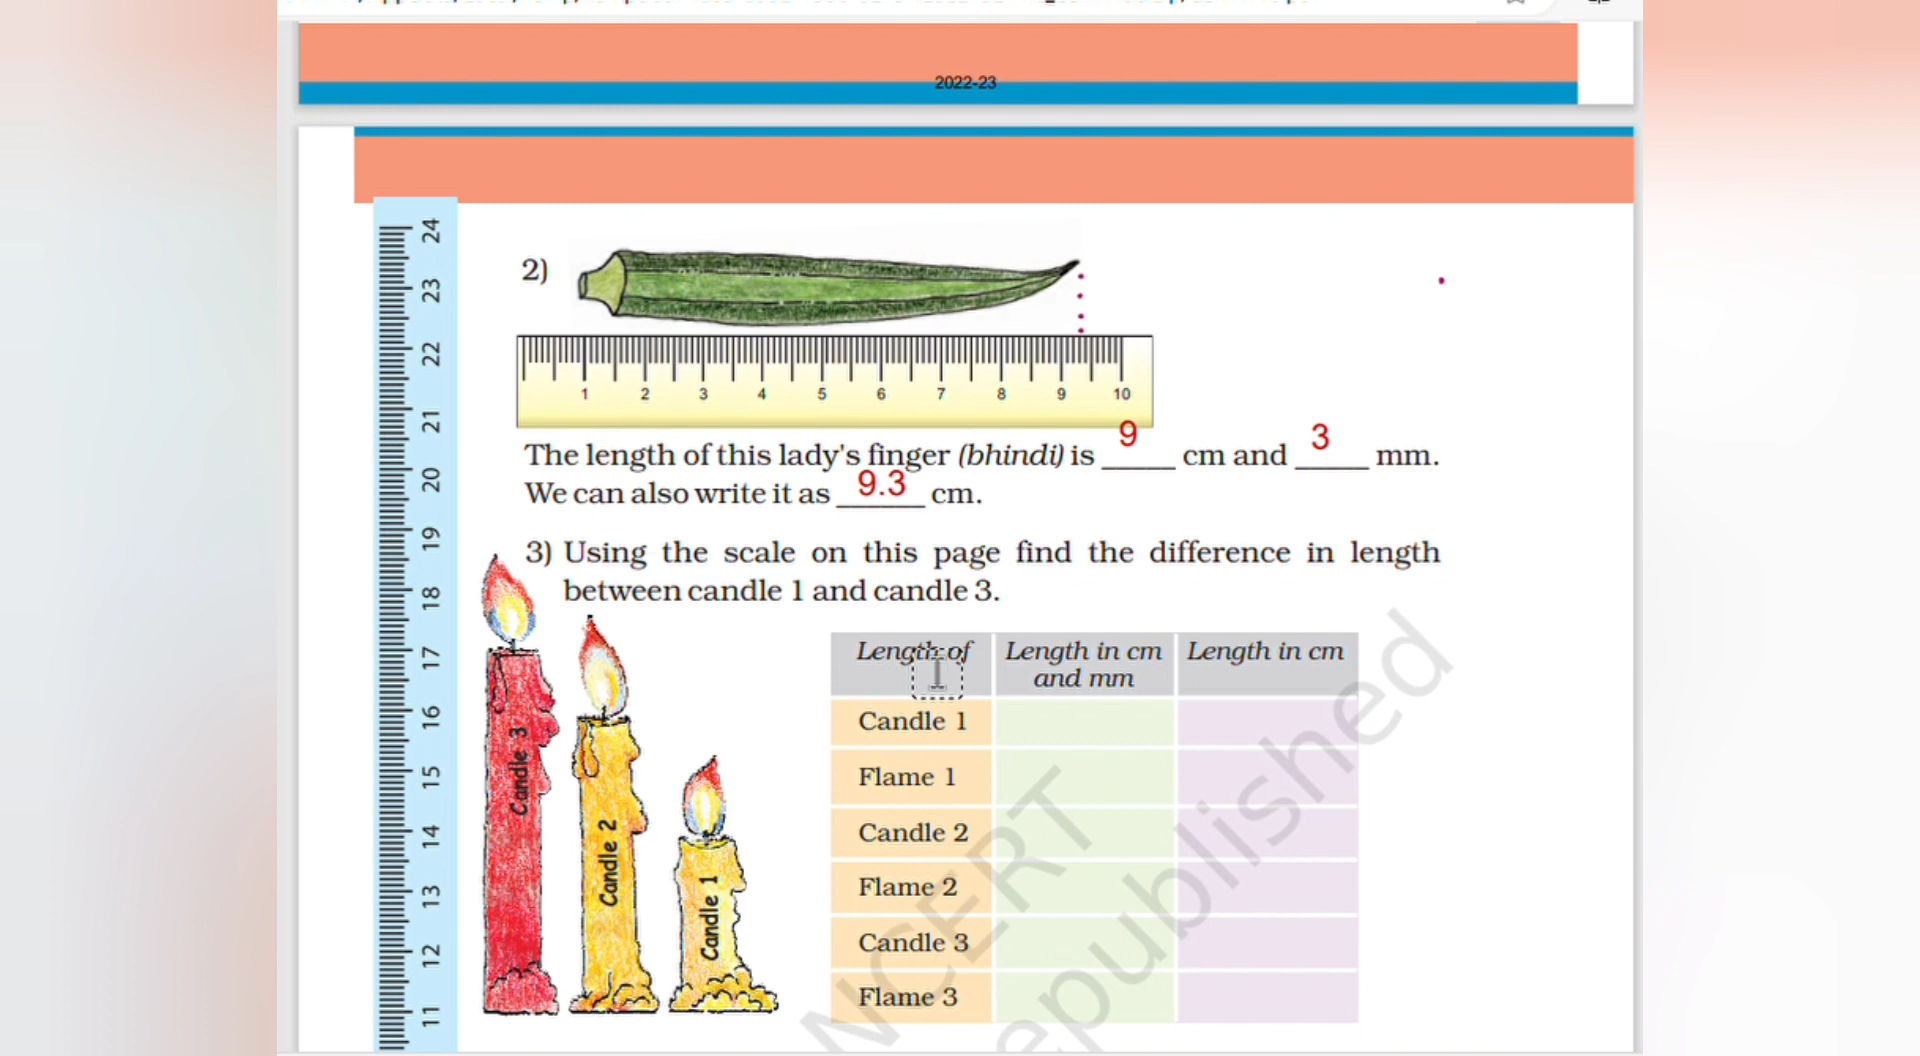 2022-23
24
23
22
21
20
19
18
17
16
15
14
13
12
11
2)
1 2 3 4 5 6 7 8 9 10
The length of this lady's finger (bhindi) is 9 cm and 3 mm.
We can also write it as 9.3 cm.
3) Using the scale on this page find the difference in length
between candle 1 and candle 3.
Candle 3
Candle 2
Candle 1
Length of Length in cm and mm Length in cm
Candle 1
Flame 1
Candle 2
Flame 2
Candle 3
Flame 3
NCERT
epublished